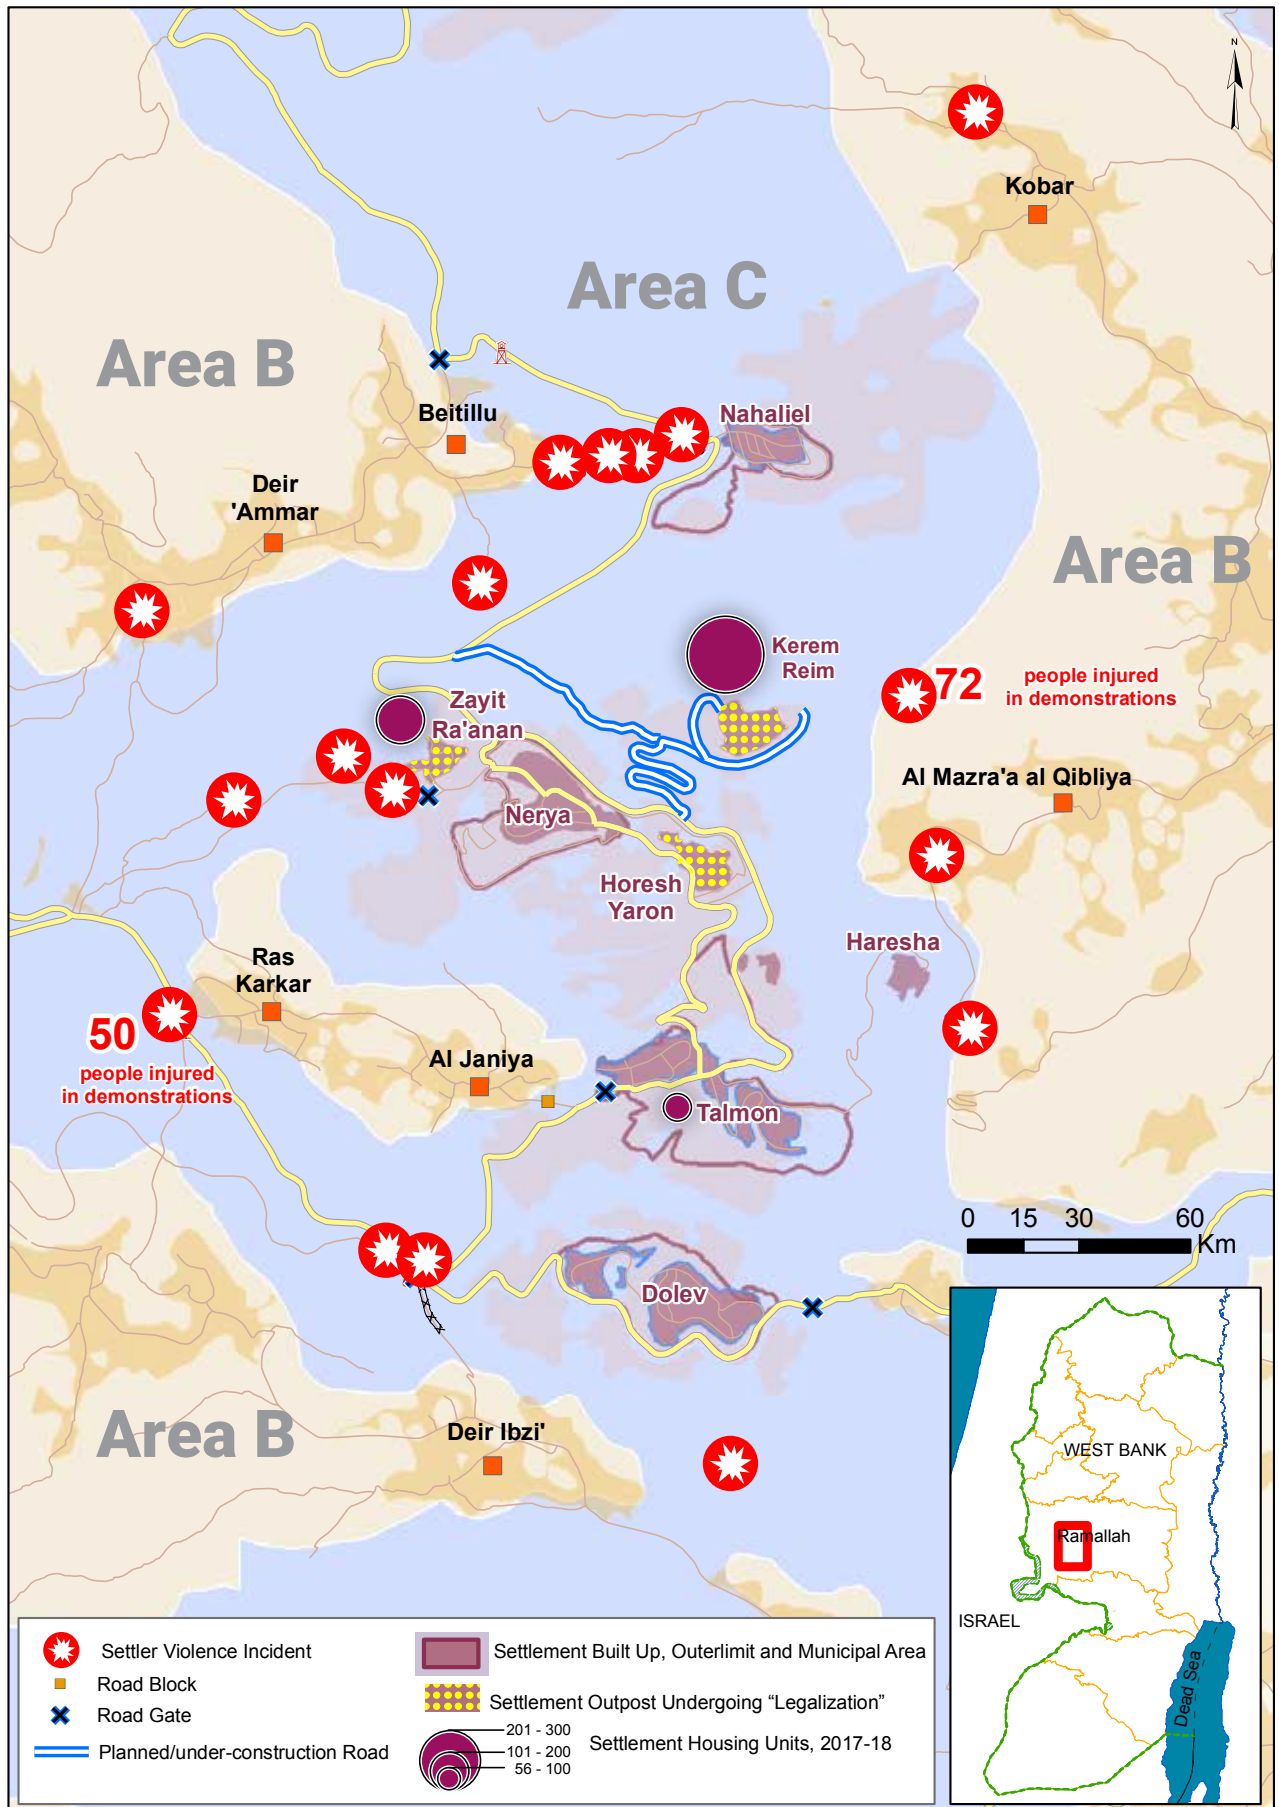 N
Kobar
Area C
Area B
Beitillu
Nahaliel
Deir
'Ammar
Area B
Kerem
Reim
72
people injured
in demonstrations
Zayit
Ra'anan
Al Mazra'a al Qibliya
Nerya
Horesh
Yaron
Haresha
Ras
Karkar
50
people injured
in demonstrations
Al Janiya
Talmon
0 15 30 60
Km
Dolev
Area B
Deir Ibzi'
WEST BANK
Ramallah
ISRAEL
Dead Sea
Settler Violence Incident
Road Block
Road Gate
Planned/under-construction Road
Settlement Built Up, Outerlimit and Municipal Area
Settlement Outpost Undergoing “Legalization”
201 - 300
101 - 200
56 - 100
Settlement Housing Units, 2017-18